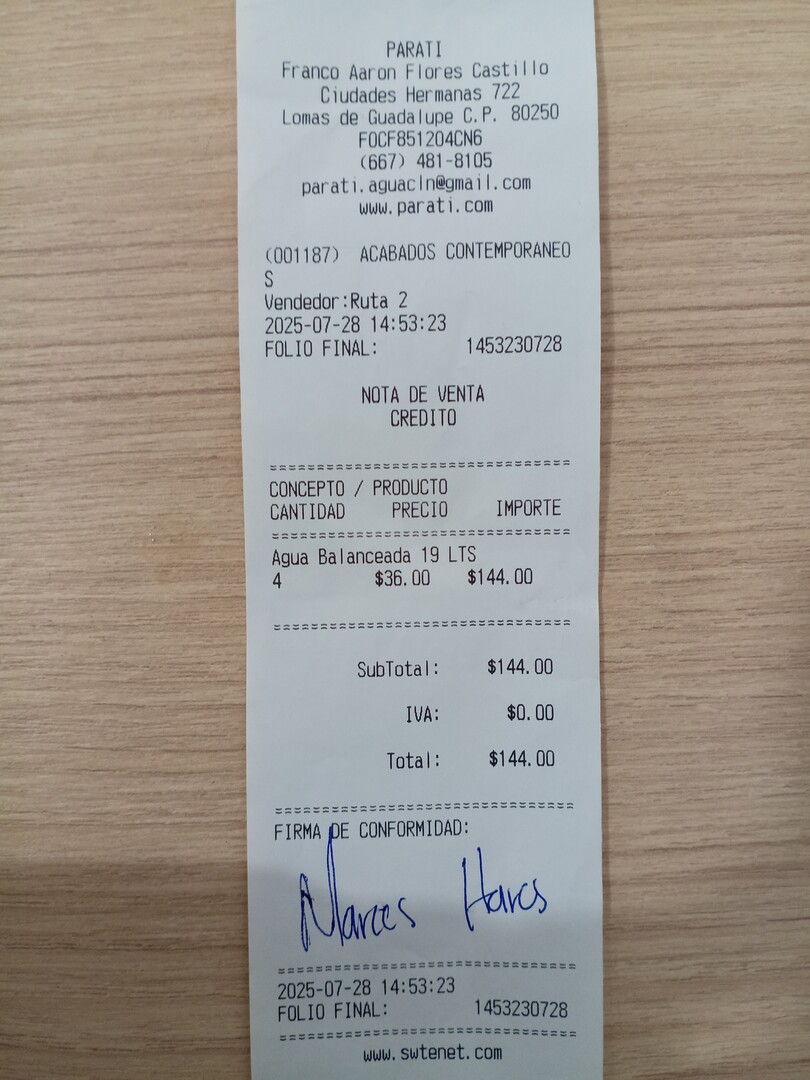 PARATI
Franco Aaron Flores Castillo
Ciudades Hermanas 722
Lomas de Guadalupe C.P. 80250
FOCF851204CN6
(667) 481-8105
parati.aguacln@gmail.com
www.parati.com
(001187) ACABADOS CONTEMPORANEO
S
Vendedor:Ruta 2
2025-07-28 14:53:23
FOLIO FINAL: 1453230728
NOTA DE VENTA
CREDITO
================================
CONCEPTO / PRODUCTO
CANTIDAD PRECIO IMPORTE
================================
Agua Balanceada 19 LTS
4 $36.00 $144.00
================================
SubTotal: $144.00
IVA: $0.00
Total: $144.00
================================
FIRMA DE CONFORMIDAD:
================================
2025-07-28 14:53:23
FOLIO FINAL: 1453230728
================================
www.swtenet.com